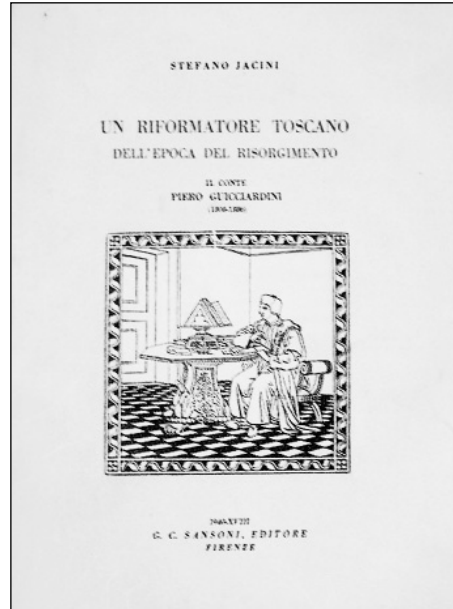 STEFANO JACINI
UN RIFORMATORE TOSCANO
DELL'EPOCA DEL RISORGIMENTO
IL CONTE
PIERO GUICCIARDINI
(1808-1886)
1940-XVIII
G. C. SANSONI, EDITORE
FIRENZE